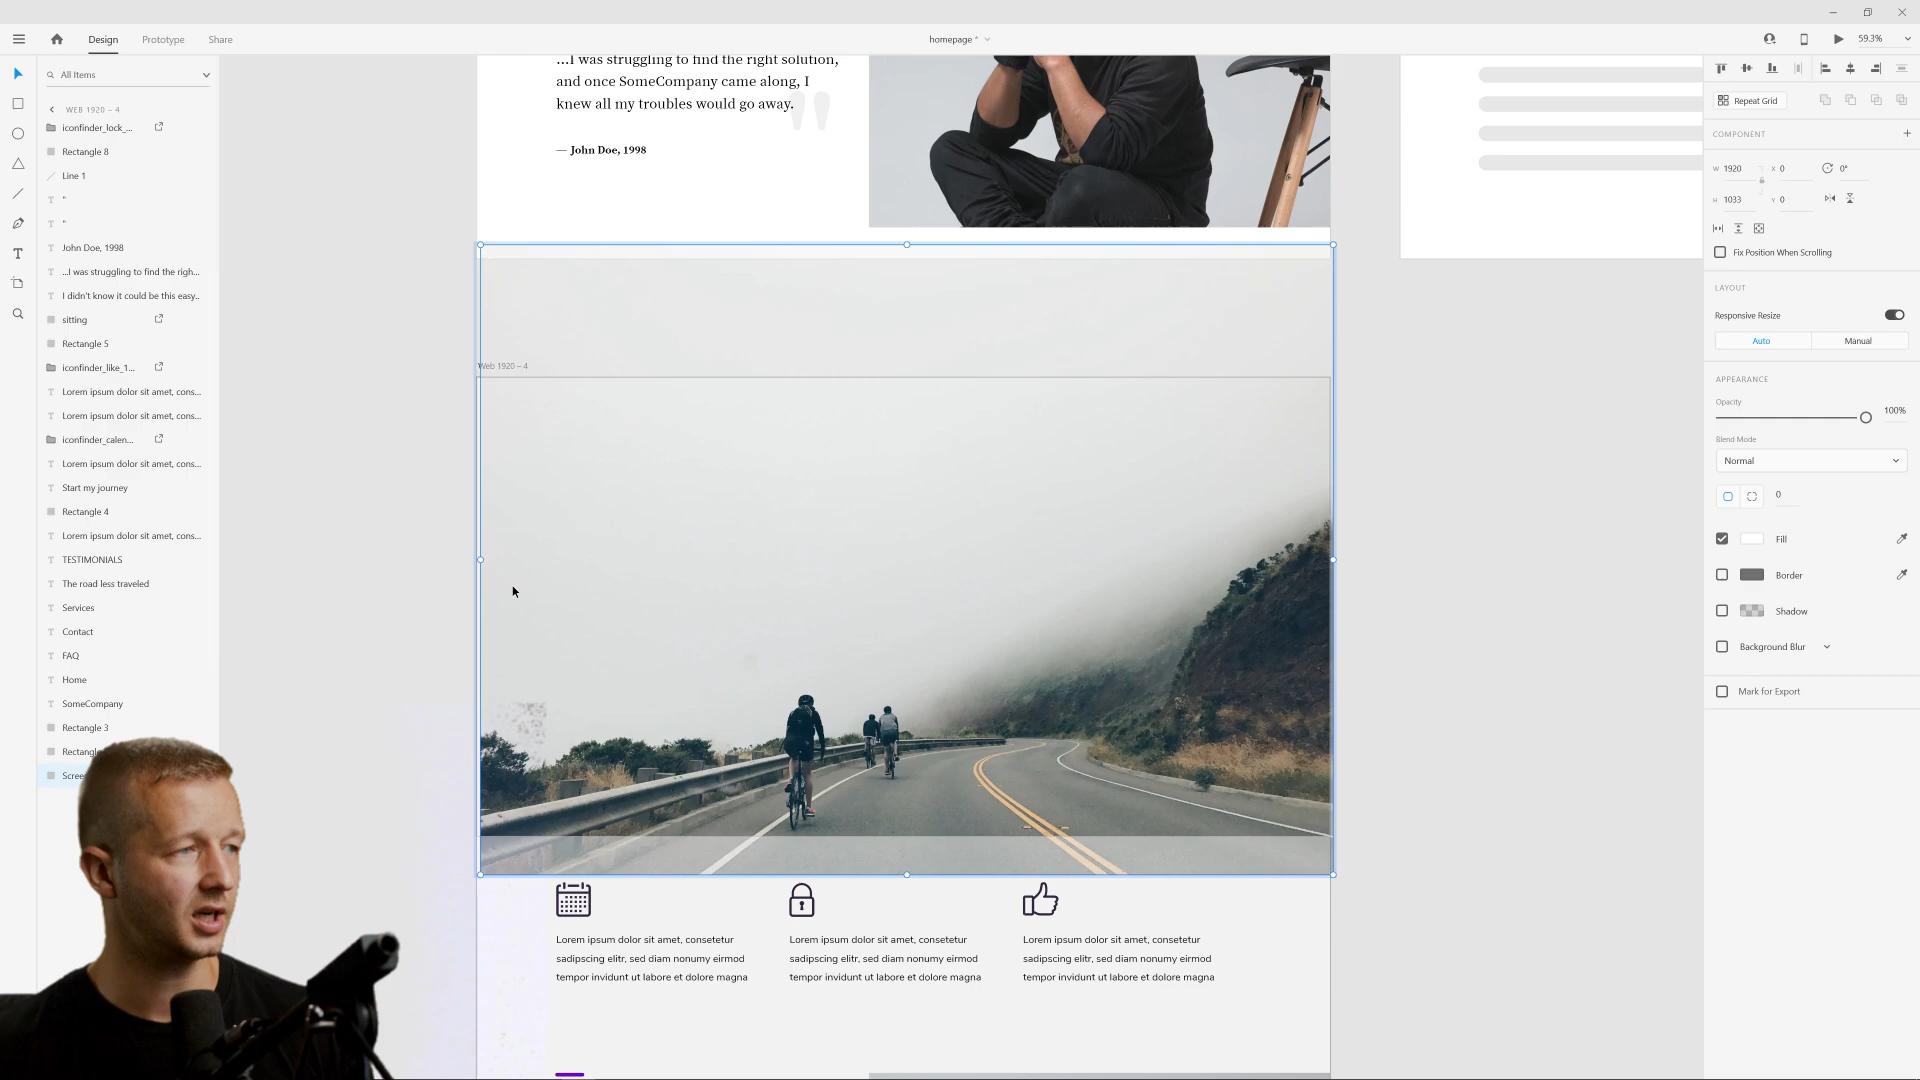 Design
Prototype
Share
homepage *
59.3%
All Items
WEB 1920 – 4
iconfinder_lock_...
Rectangle 8
Line 1
"
"
John Doe, 1998
...I was struggling to find the righ...
I didn't know it could be this easy..
sitting
Rectangle 5
iconfinder_like_1...
Lorem ipsum dolor sit amet, cons...
Lorem ipsum dolor sit amet, cons...
iconfinder_calen...
Lorem ipsum dolor sit amet, cons...
Start my journey
Rectangle 4
Lorem ipsum dolor sit amet, cons...
TESTIMONIALS
The road less traveled
Services
Contact
FAQ
Home
SomeCompany
Rectangle 3
...I was struggling to find the right solution,
and once SomeCompany came along, I
knew all my troubles would go away.
"
— John Doe, 1998
Web 1920 – 4
Lorem ipsum dolor sit amet, consetetur
sadipscing elitr, sed diam nonumy eirmod
tempor invidunt ut labore et dolore magna
Lorem ipsum dolor sit amet, consetetur
sadipscing elitr, sed diam nonumy eirmod
tempor invidunt ut labore et dolore magna
Lorem ipsum dolor sit amet, consetetur
sadipscing elitr, sed diam nonumy eirmod
tempor invidunt ut labore et dolore magna
Repeat Grid
COMPONENT
W 1920 X 0 0°
H 1033 Y 0
Fix Position When Scrolling
LAYOUT
Responsive Resize
Auto
Manual
APPEARANCE
Opacity
100%
Blend Mode
Normal
0
Fill
Border
Shadow
Background Blur
Mark for Export